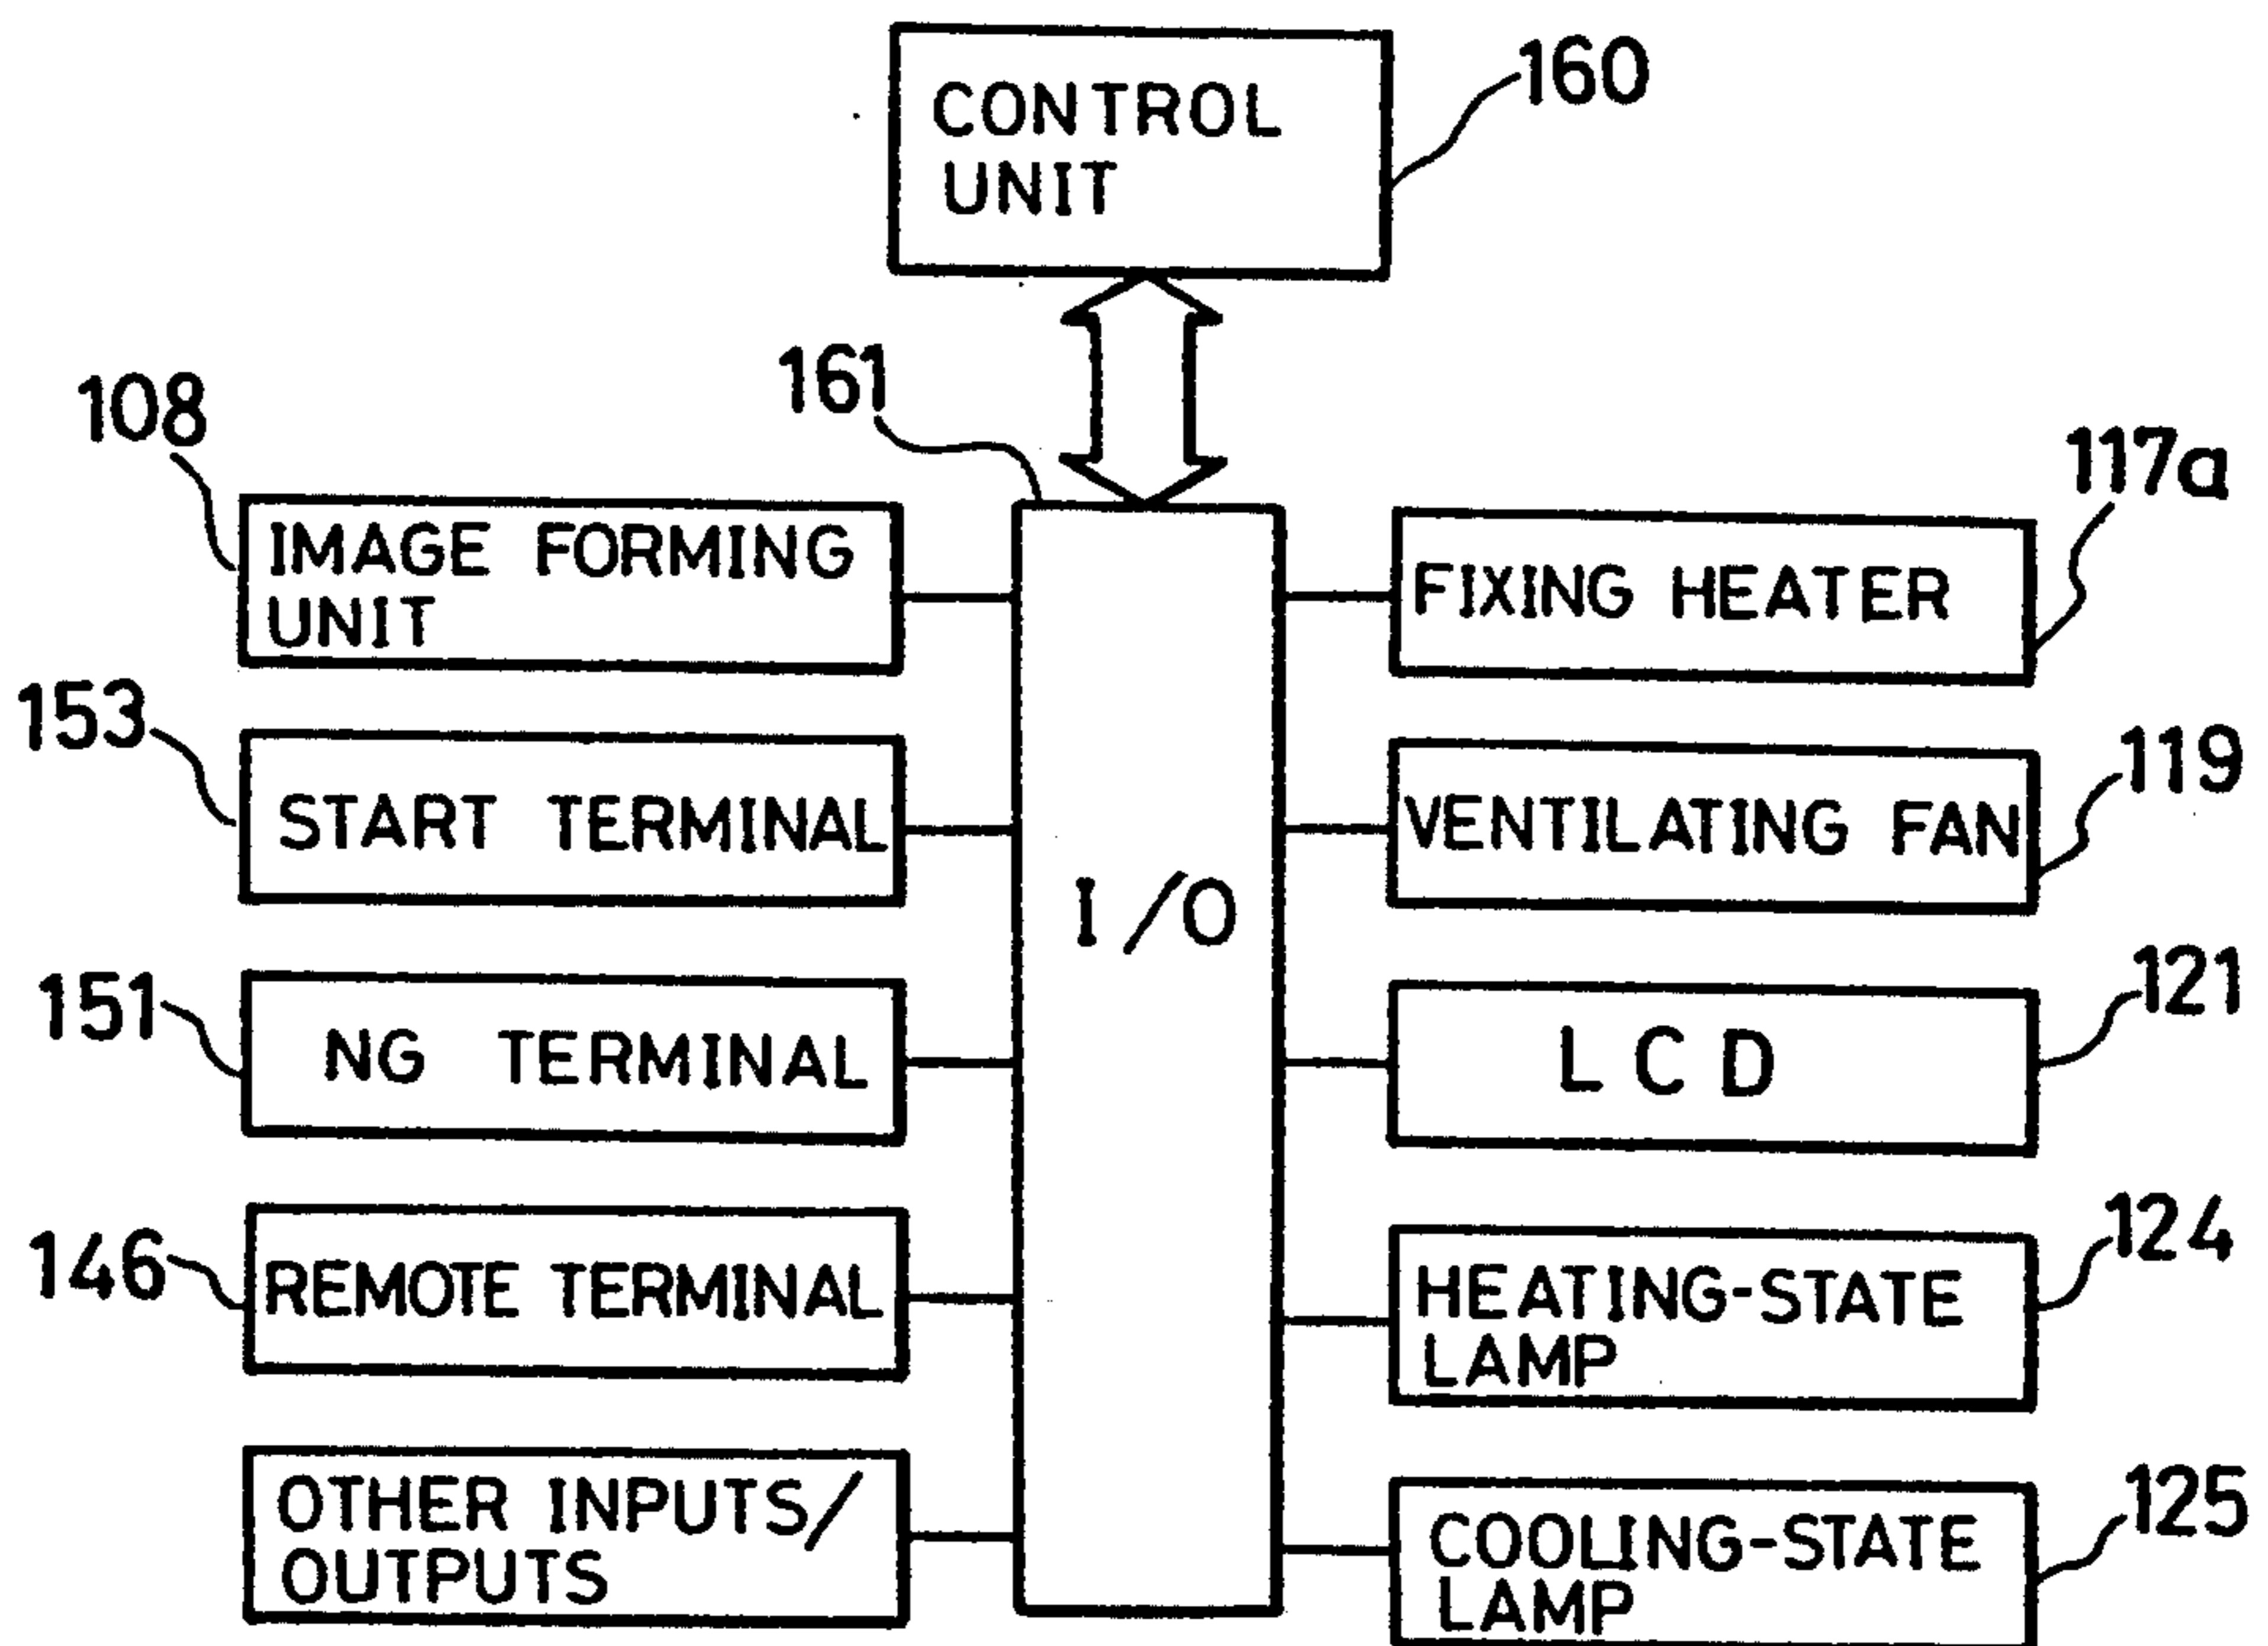 CONTROL
UNIT
160
161
108
IMAGE FORMING
UNIT
153
START TERMINAL
151
NG TERMINAL
146
REMOTE TERMINAL
OTHER INPUTS/
OUTPUTS
I/O
117a
FIXING HEATER
119
VENTILATING FAN
121
LCD
124
HEATING-STATE
LAMP
125
COOLING-STATE
LAMP